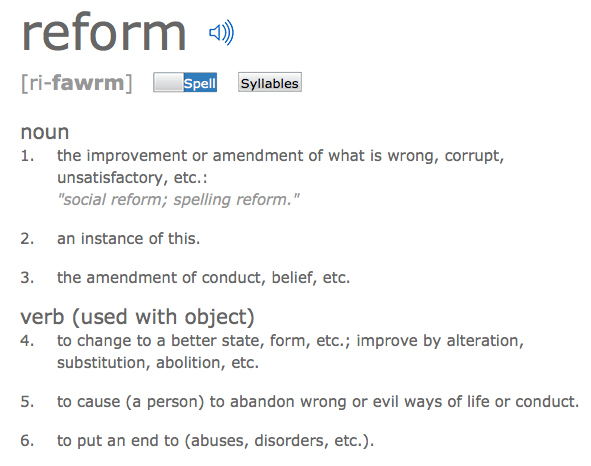 reform
[ri-fawrm] Spell Syllables
noun
1. the improvement or amendment of what is wrong, corrupt,
unsatisfactory, etc.:
"social reform; spelling reform."
2. an instance of this.
3. the amendment of conduct, belief, etc.
verb (used with object)
4. to change to a better state, form, etc.; improve by alteration,
substitution, abolition, etc.
5. to cause (a person) to abandon wrong or evil ways of life or conduct.
6. to put an end to (abuses, disorders, etc.).